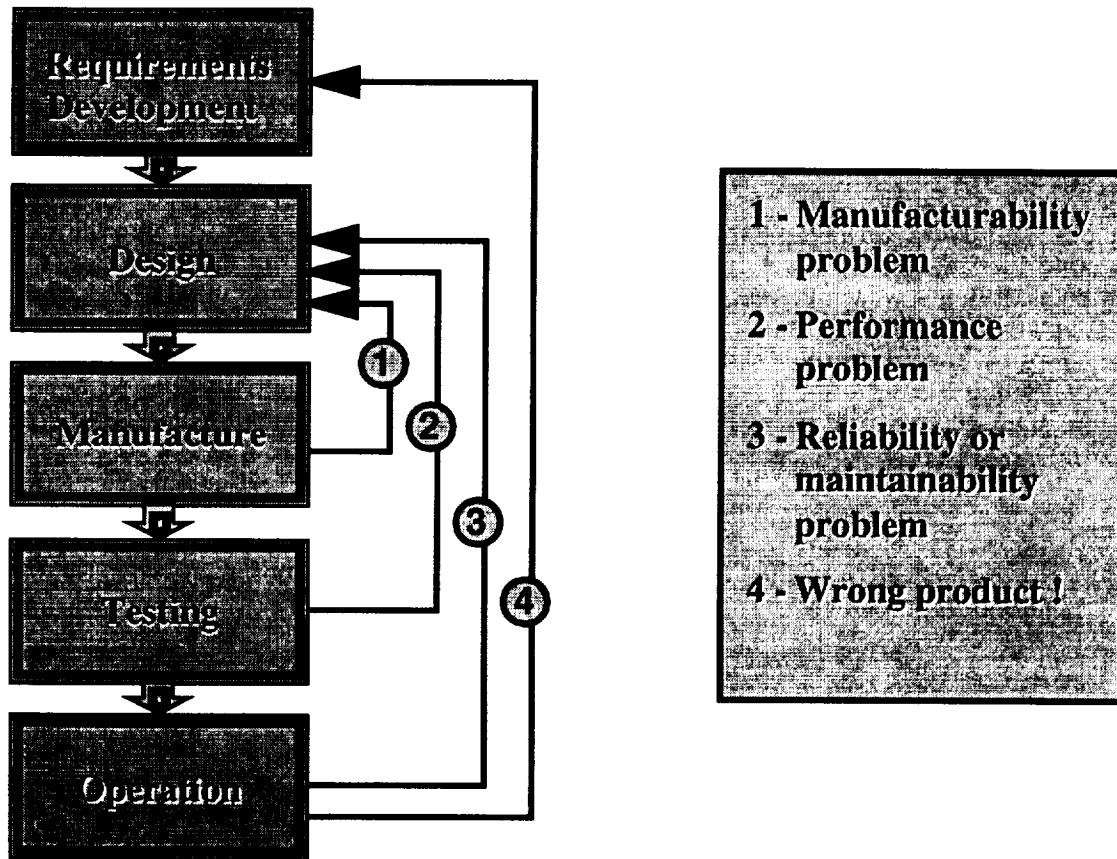 Requirements
Development
Design
Manufacture
Testing
Operation
1
2
3
4
1 - Manufacturability
problem
2 - Performance
problem
3 - Reliability or
maintainability
problem
4 - Wrong product !